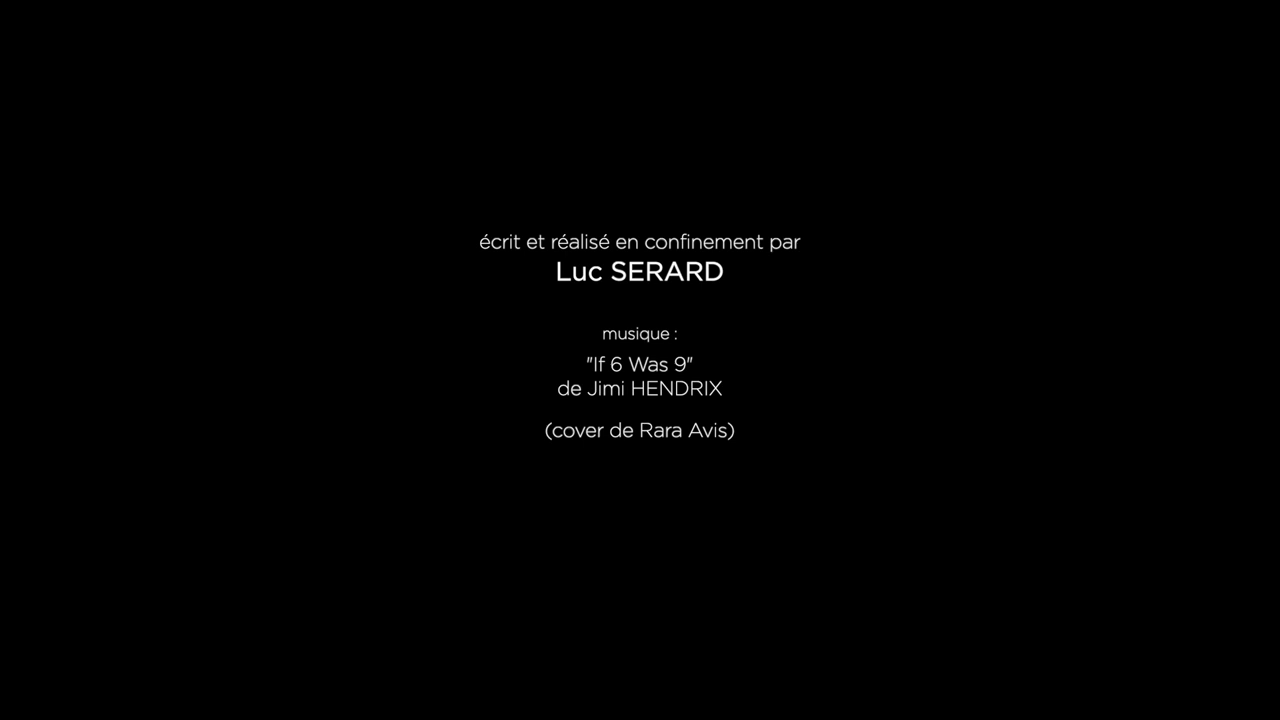 écrit et réalisé en confinement par
Luc SERARD
musique :
"If 6 Was 9"
de Jimi HENDRIX
(cover de Rara Avis)